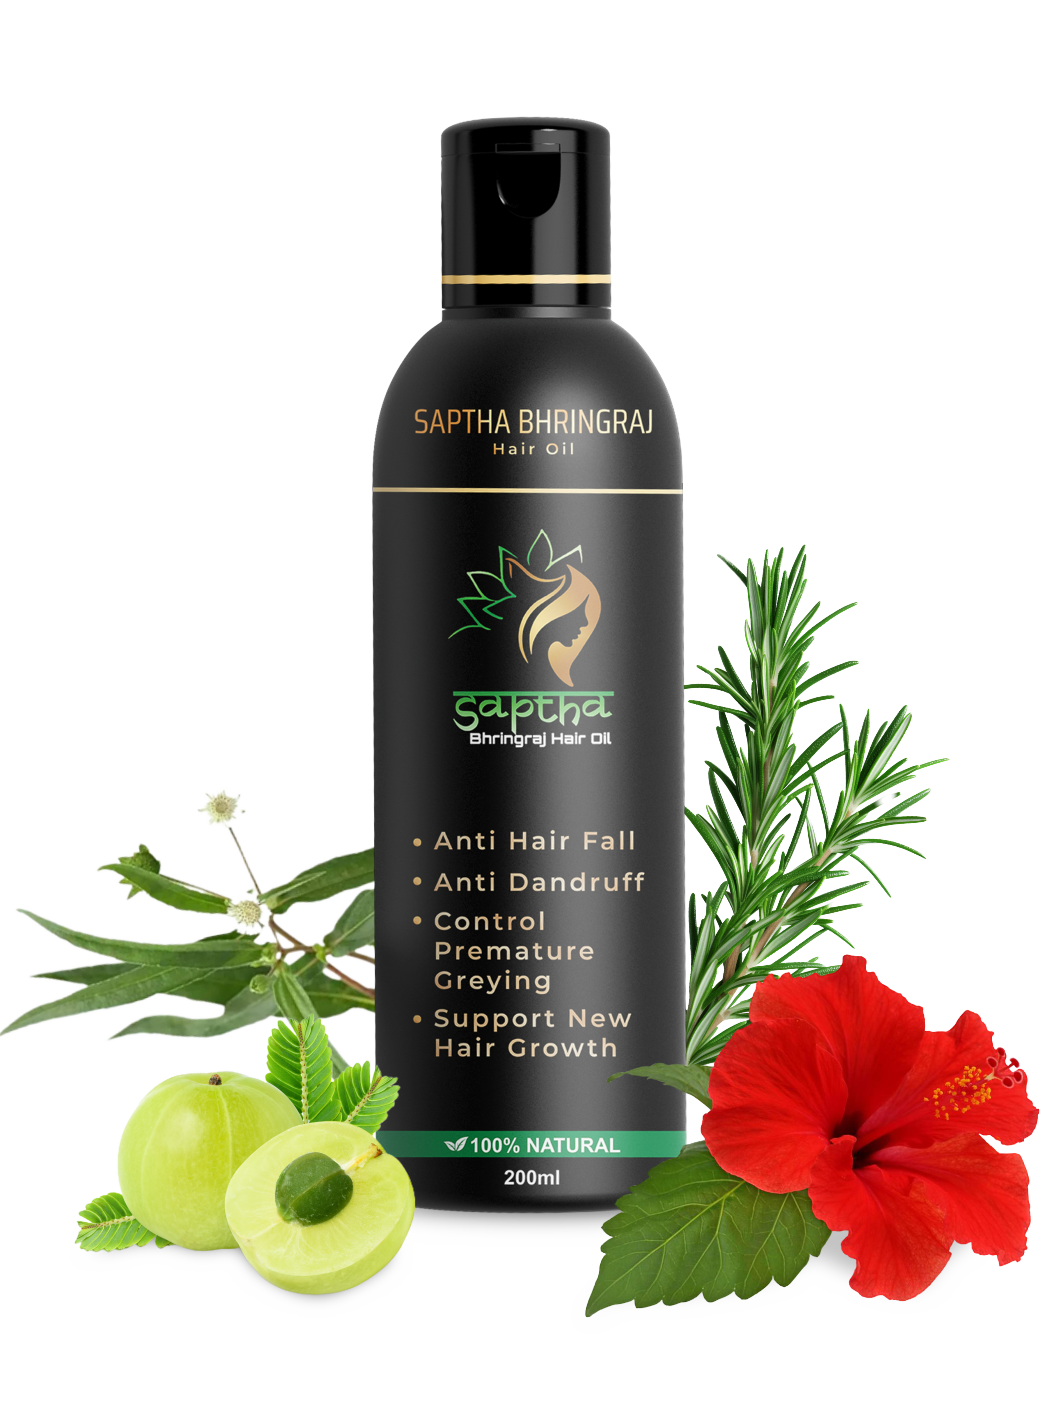 SAPTHA BHRINGRAJ
Hair Oil
saptha
Bhringraj Hair Oil
• Anti Hair Fall
• Anti Dandruff
• Control
Premature
Greying
• Support New
Hair Growth
100% NATURAL
200ml